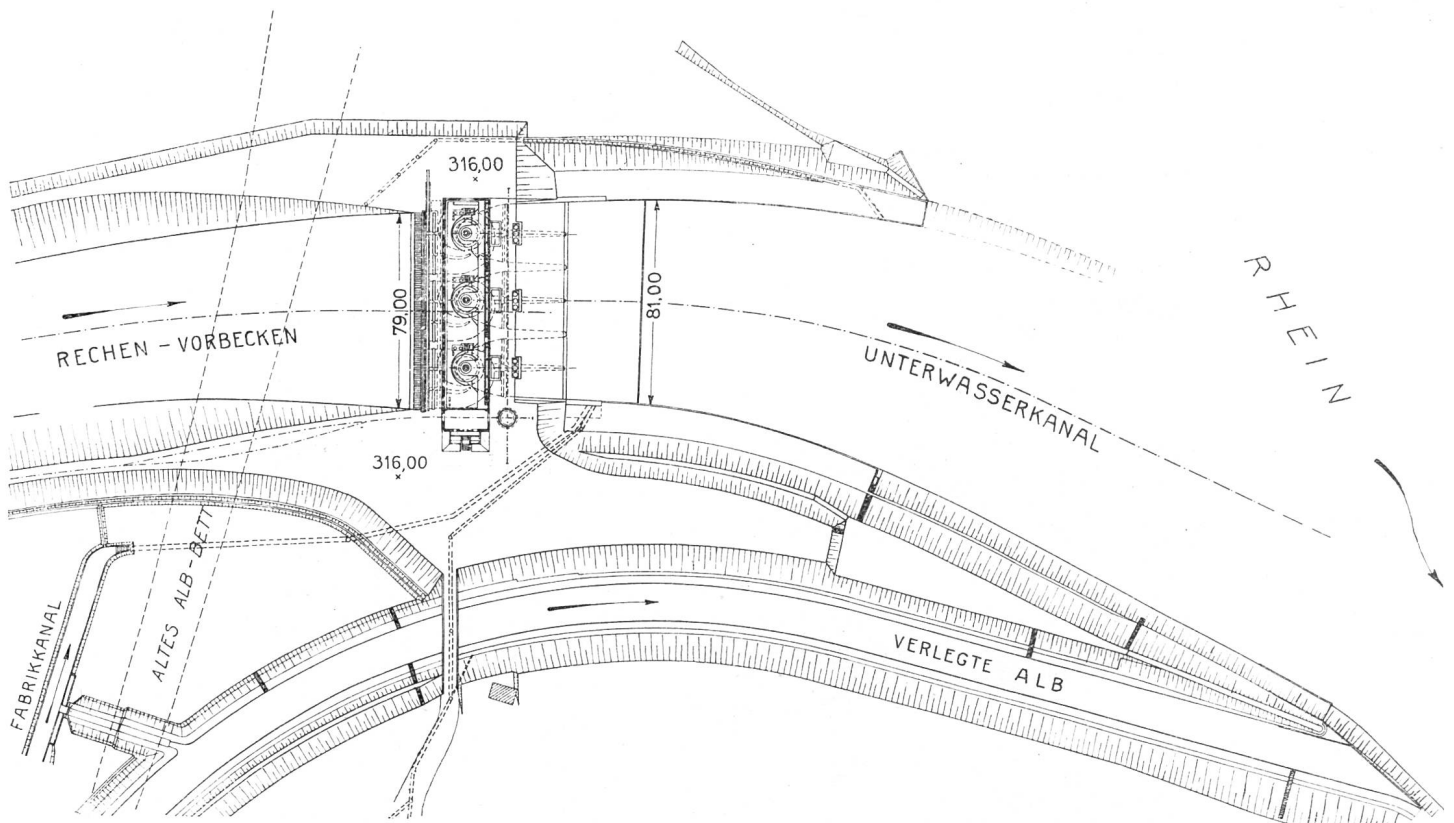 316,00
RHEIN
79,00
81,00
RECHEN - VORBECKEN
UNTERWASSERKANAL
316,00
ALTES ALB-BETT
FABRIKKANAL
VERLEGTE ALB